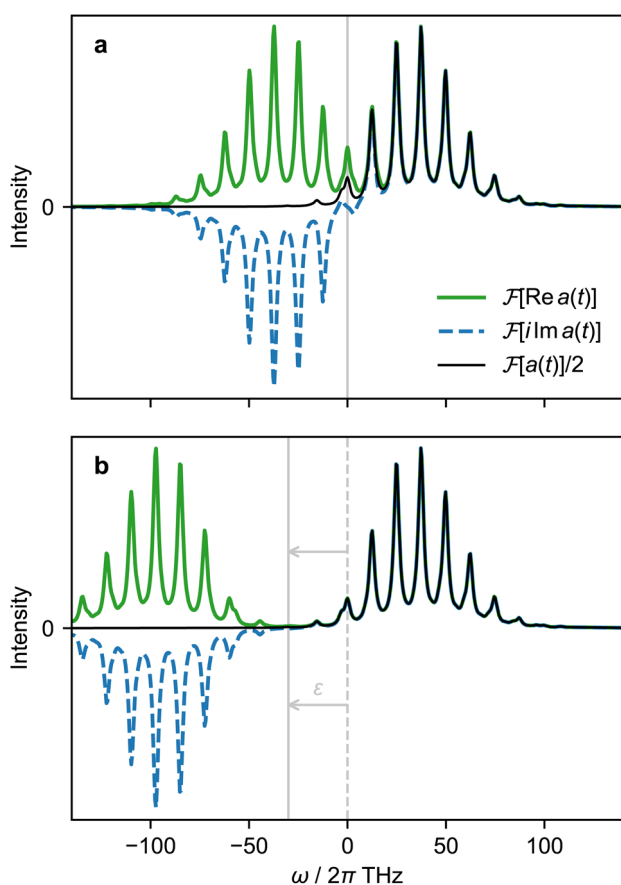 a
Intensity
0
ℱ[Re a(t)]
ℱ[i Im a(t)]
ℱ[a(t)]/2
b
Intensity
0
ε
−100 −50 0 50 100
ω / 2π THz